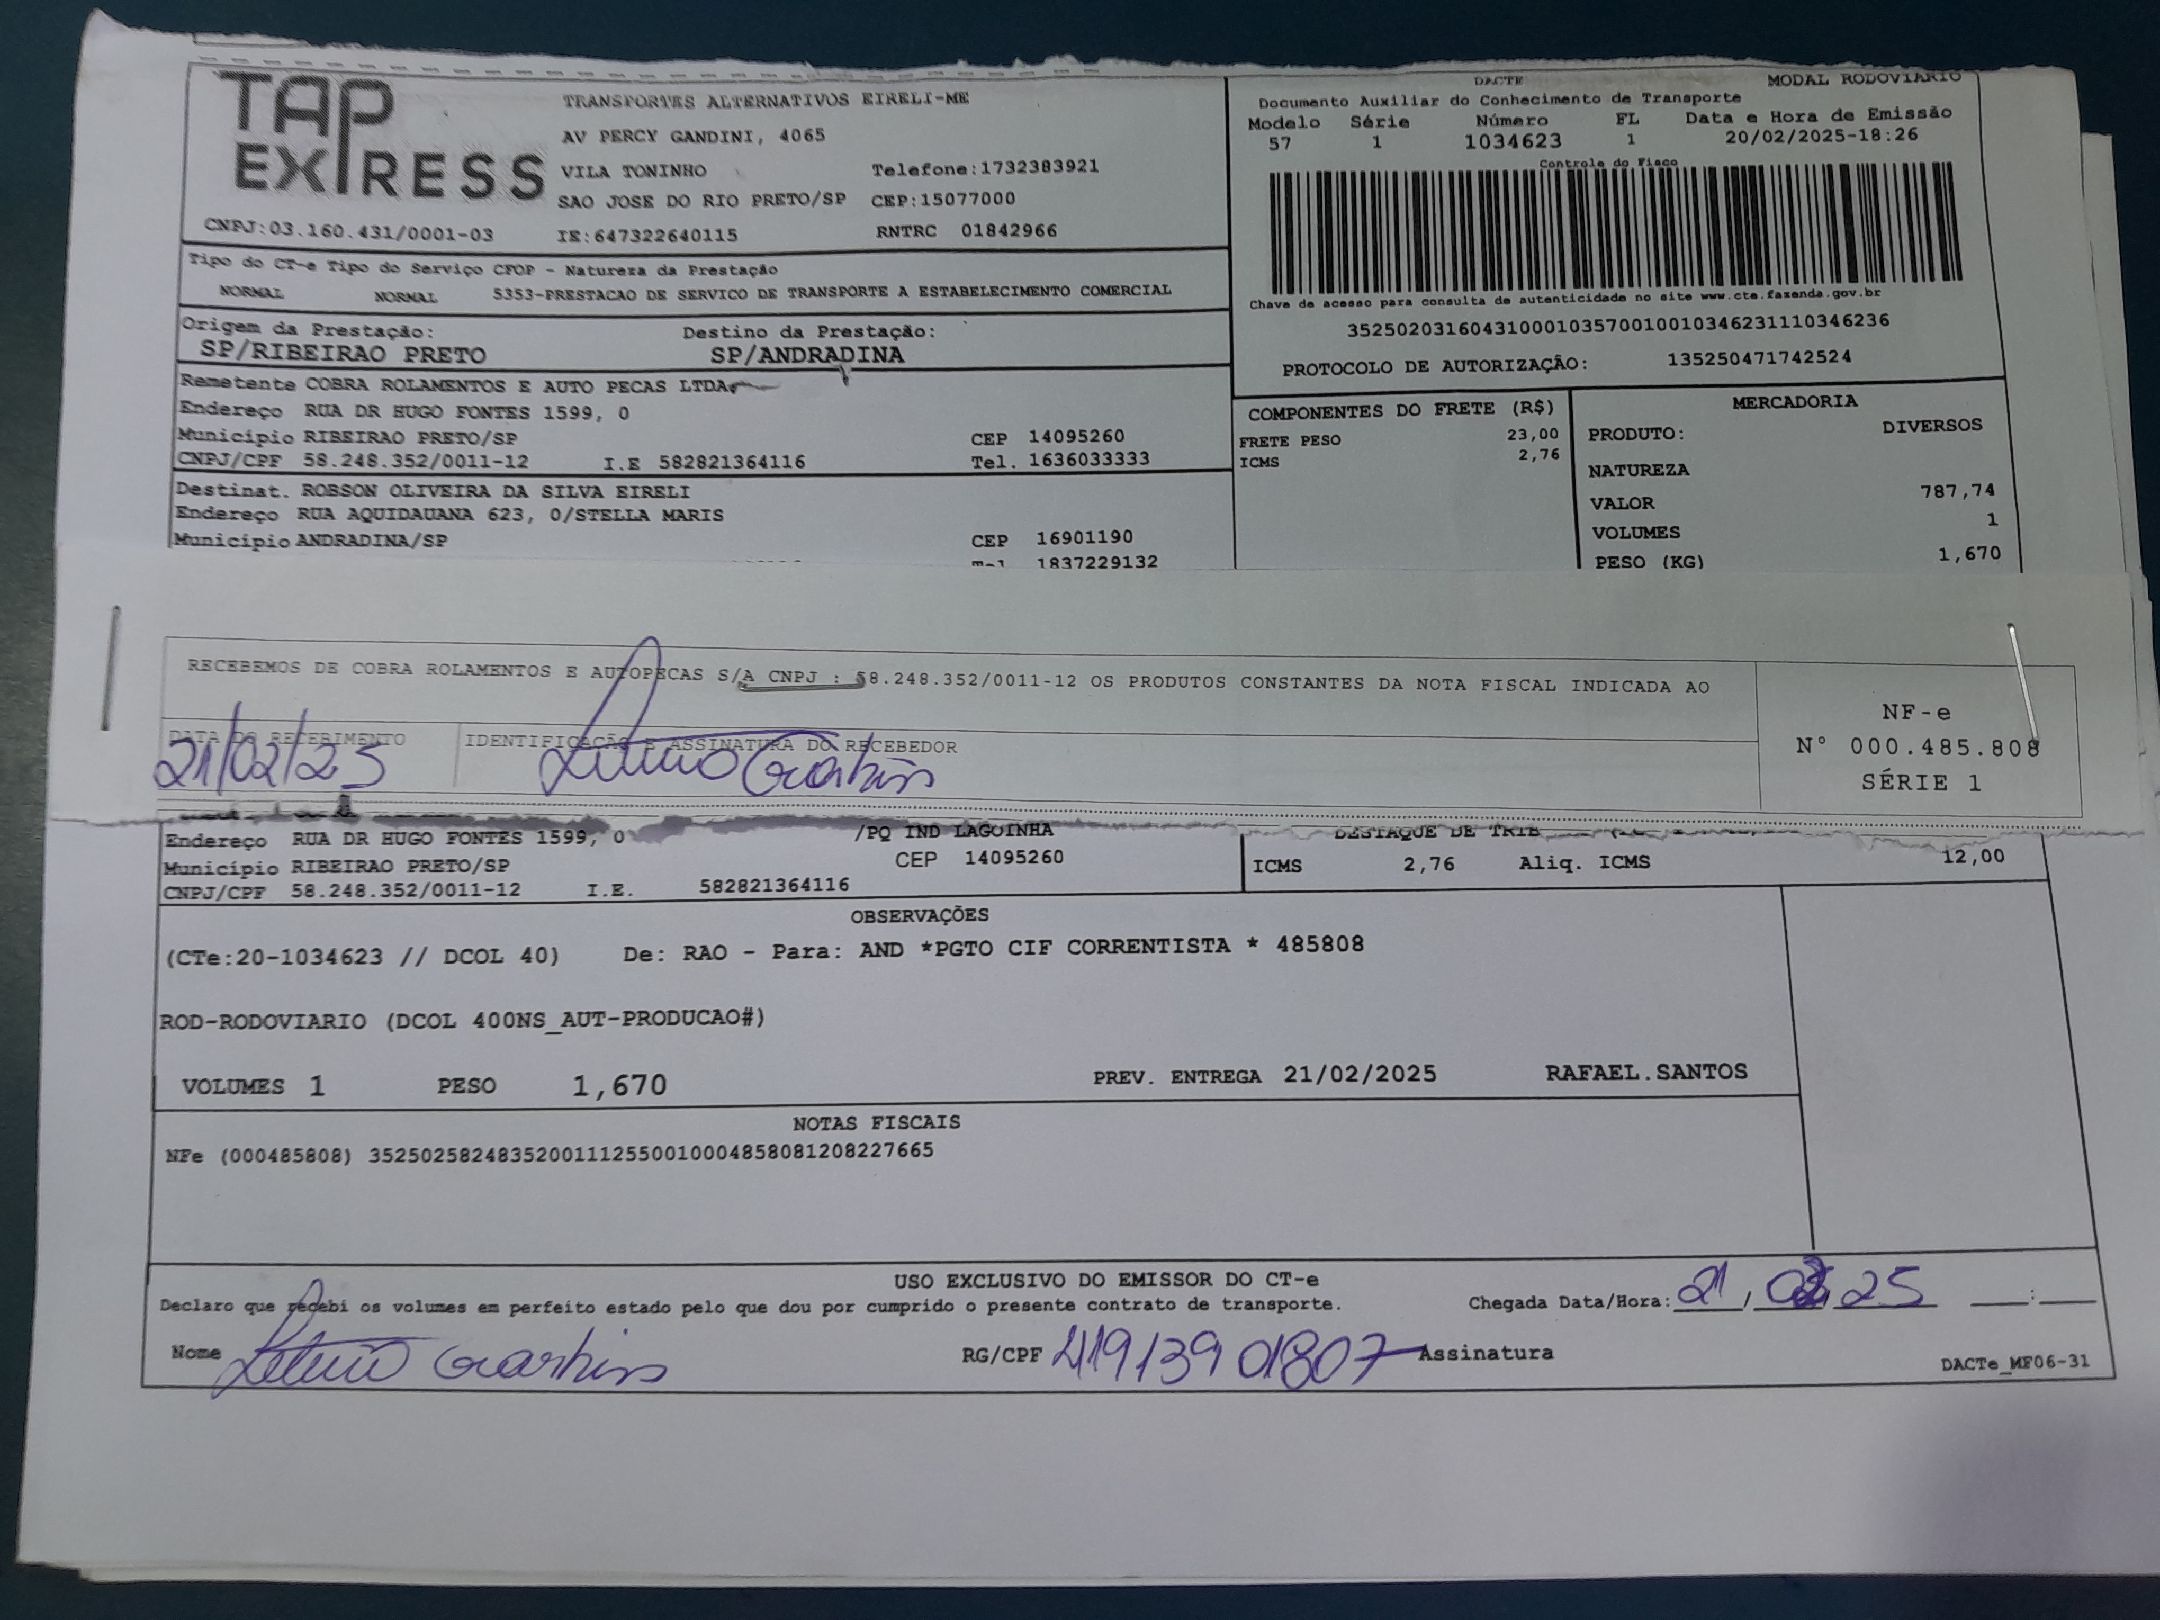 TAP EXPRESS
TRANSPORTES ALTERNATIVOS EIRELI-ME
AV PERCY GANDINI, 4065
VILA TONINHO Telefone:1732383921
SAO JOSE DO RIO PRETO/SP CEP:15077000
CNPJ:03.160.431/0001-03 IE:647322640115 RNTRC 01842966
DACTE MODAL RODOVIARIO
Documento Auxiliar do Conhecimento de Transporte
Modelo Série Número FL Data e Hora de Emissão
57 1 1034623 1 20/02/2025-18:26
Controle do Fisco
Chave de acesso para consulta de autenticidade no site www.cte.fazenda.gov.br
35250203160431000103570010010346231110346236
PROTOCOLO DE AUTORIZAÇÃO: 135250471742524
Tipo do CT-e Tipo do Serviço CFOP - Natureza da Prestação
NORMAL NORMAL 5353-PRESTACAO DE SERVICO DE TRANSPORTE A ESTABELECIMENTO COMERCIAL
Origem da Prestação: Destino da Prestação:
SP/RIBEIRAO PRETO SP/ANDRADINA
Remetente COBRA ROLAMENTOS E AUTO PECAS LTDA
Endereço RUA DR HUGO FONTES 1599, 0
Município RIBEIRAO PRETO/SP CEP 14095260
CNPJ/CPF 58.248.352/0011-12 I.E 582821364116 Tel. 1636033333
Destinat. ROBSON OLIVEIRA DA SILVA EIRELI
Endereço RUA AQUIDAUANA 623, 0/STELLA MARIS
Município ANDRADINA/SP CEP 16901190
1837229132
COMPONENTES DO FRETE (R$)
FRETE PESO 23,00
ICMS 2,76
MERCADORIA
PRODUTO: DIVERSOS
NATUREZA
VALOR 787,74
VOLUMES 1
PESO (KG) 1,670
RECEBEMOS DE COBRA ROLAMENTOS E AUTOPECAS S/A CNPJ : 58.248.352/0011-12 OS PRODUTOS CONSTANTES DA NOTA FISCAL INDICADA AO
DATA DO RECEBIMENTO IDENTIFICAÇÃO E ASSINATURA DO RECEBEDOR
21/02/25
NF-e
N° 000.485.808
SÉRIE 1
Endereço RUA DR HUGO FONTES 1599, 0 /PQ IND LAGOINHA
Município RIBEIRAO PRETO/SP CEP 14095260
CNPJ/CPF 58.248.352/0011-12 I.E. 582821364116
DESTAQUE DE TRIB
ICMS 2,76 Aliq. ICMS 12,00
OBSERVAÇÕES
(CTe:20-1034623 // DCOL 40) De: RAO - Para: AND *PGTO CIF CORRENTISTA * 485808
ROD-RODOVIARIO (DCOL 400NS_AUT-PRODUCAO#)
VOLUMES 1 PESO 1,670 PREV. ENTREGA 21/02/2025 RAFAEL.SANTOS
NOTAS FISCAIS
NFe (000485808) 35250258248352001112550010004858081208227665
USO EXCLUSIVO DO EMISSOR DO CT-e
Declaro que recebi os volumes em perfeito estado pelo que dou por cumprido o presente contrato de transporte. Chegada Data/Hora: 21/02/25 __:__
Nome RG/CPF 41913901807 Assinatura
DACTe_MF06-31